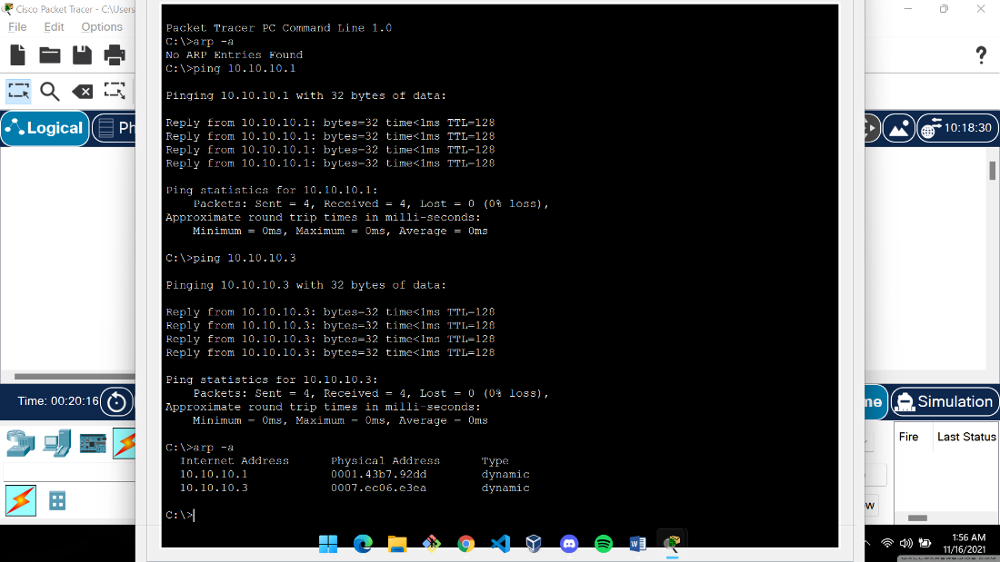 Cisco Packet Tracer - C:\Users
File Edit Options
Logical
Ph
10:18:30
Packet Tracer PC Command Line 1.0
C:\>arp -a
No ARP Entries Found
C:\>ping 10.10.10.1
Pinging 10.10.10.1 with 32 bytes of data:
Reply from 10.10.10.1: bytes=32 time<1ms TTL=128
Reply from 10.10.10.1: bytes=32 time<1ms TTL=128
Reply from 10.10.10.1: bytes=32 time<1ms TTL=128
Reply from 10.10.10.1: bytes=32 time<1ms TTL=128
Ping statistics for 10.10.10.1:
Packets: Sent = 4, Received = 4, Lost = 0 (0% loss),
Approximate round trip times in milli-seconds:
Minimum = 0ms, Maximum = 0ms, Average = 0ms
C:\>ping 10.10.10.3
Pinging 10.10.10.3 with 32 bytes of data:
Reply from 10.10.10.3: bytes=32 time<1ms TTL=128
Reply from 10.10.10.3: bytes=32 time<1ms TTL=128
Reply from 10.10.10.3: bytes=32 time<1ms TTL=128
Reply from 10.10.10.3: bytes=32 time<1ms TTL=128
Ping statistics for 10.10.10.3:
Packets: Sent = 4, Received = 4, Lost = 0 (0% loss),
Approximate round trip times in milli-seconds:
Minimum = 0ms, Maximum = 0ms, Average = 0ms
C:\>arp -a
Internet Address Physical Address Type
10.10.10.1 0001.43b7.92dd dynamic
10.10.10.3 0007.ec06.e3ea dynamic
C:\>
Time: 00:20:16
me
Simulation
Fire Last Status
w
1:56 AM
11/16/2021